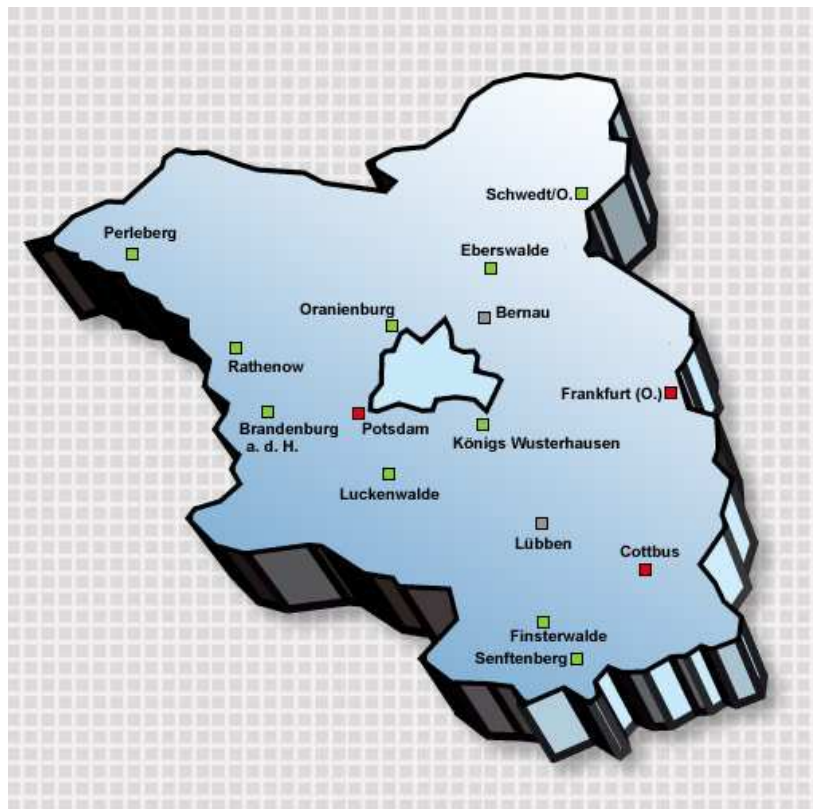 Schwedt/O.
Perleberg
Eberswalde
Oranienburg
Bernau
Rathenow
Frankfurt (O.)
Brandenburg
a. d. H.
Potsdam
Königs Wusterhausen
Luckenwalde
Lübben
Cottbus
Finsterwalde
Senftenberg